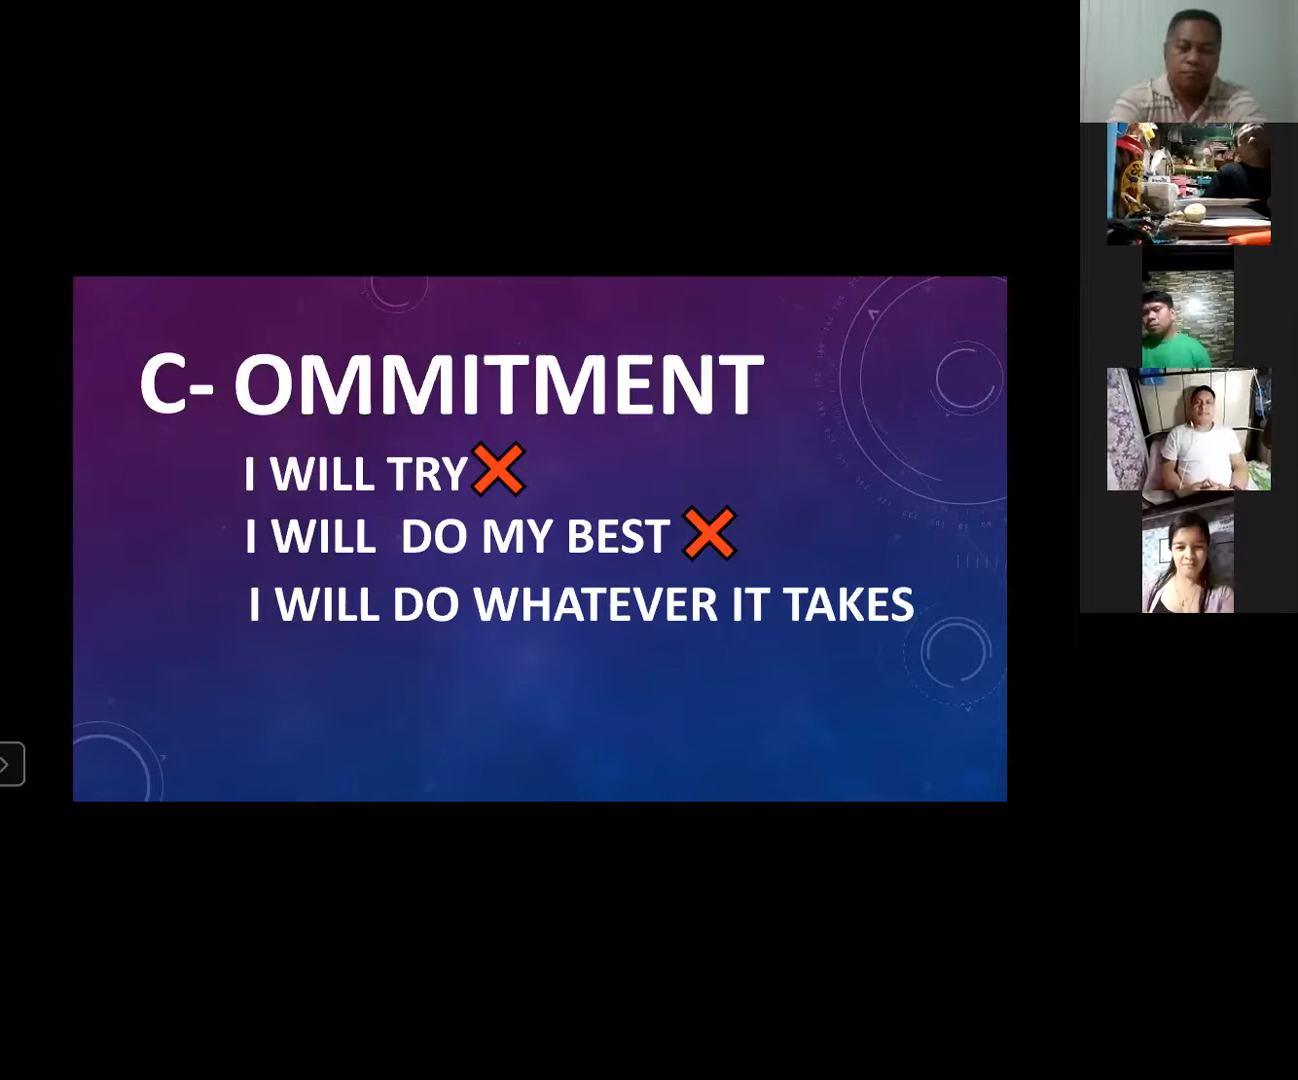 C- OMMITMENT
I WILL TRY
I WILL DO MY BEST
I WILL DO WHATEVER IT TAKES